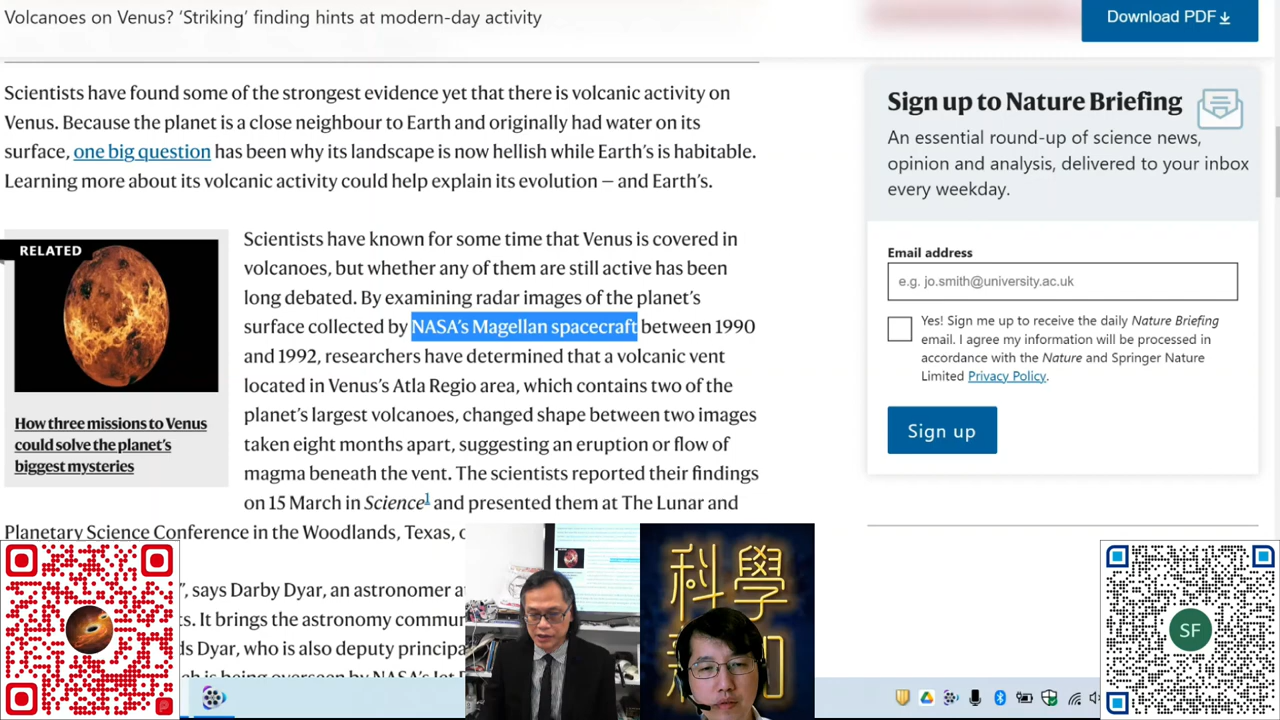 Volcanoes on Venus? ‘Striking’ finding hints at modern-day activity
Download PDF
Scientists have found some of the strongest evidence yet that there is volcanic activity on
Venus. Because the planet is a close neighbour to Earth and originally had water on its
surface, one big question has been why its landscape is now hellish while Earth’s is habitable.
Learning more about its volcanic activity could help explain its evolution — and Earth’s.
RELATED
How three missions to Venus
could solve the planet’s
biggest mysteries
Scientists have known for some time that Venus is covered in
volcanoes, but whether any of them are still active has been
long debated. By examining radar images of the planet’s
surface collected by NASA’s Magellan spacecraft between 1990
and 1992, researchers have determined that a volcanic vent
located in Venus’s Atla Regio area, which contains two of the
planet’s largest volcanoes, changed shape between two images
taken eight months apart, suggesting an eruption or flow of
magma beneath the vent. The scientists reported their findings
on 15 March in Science1 and presented them at The Lunar and
Planetary Science Conference in the Woodlands, Texas,
”, says Darby Dyar, an astronomer
It brings the astronomy
Dyar, who is also deputy
is being overseen by NASA’s Jet
Sign up to Nature Briefing
An essential round-up of science news,
opinion and analysis, delivered to your inbox
every weekday.
Email address
e.g. jo.smith@university.ac.uk
Yes! Sign me up to receive the daily Nature Briefing
email. I agree my information will be processed in
accordance with the Nature and Springer Nature
Limited Privacy Policy.
Sign up
科學
知
SF